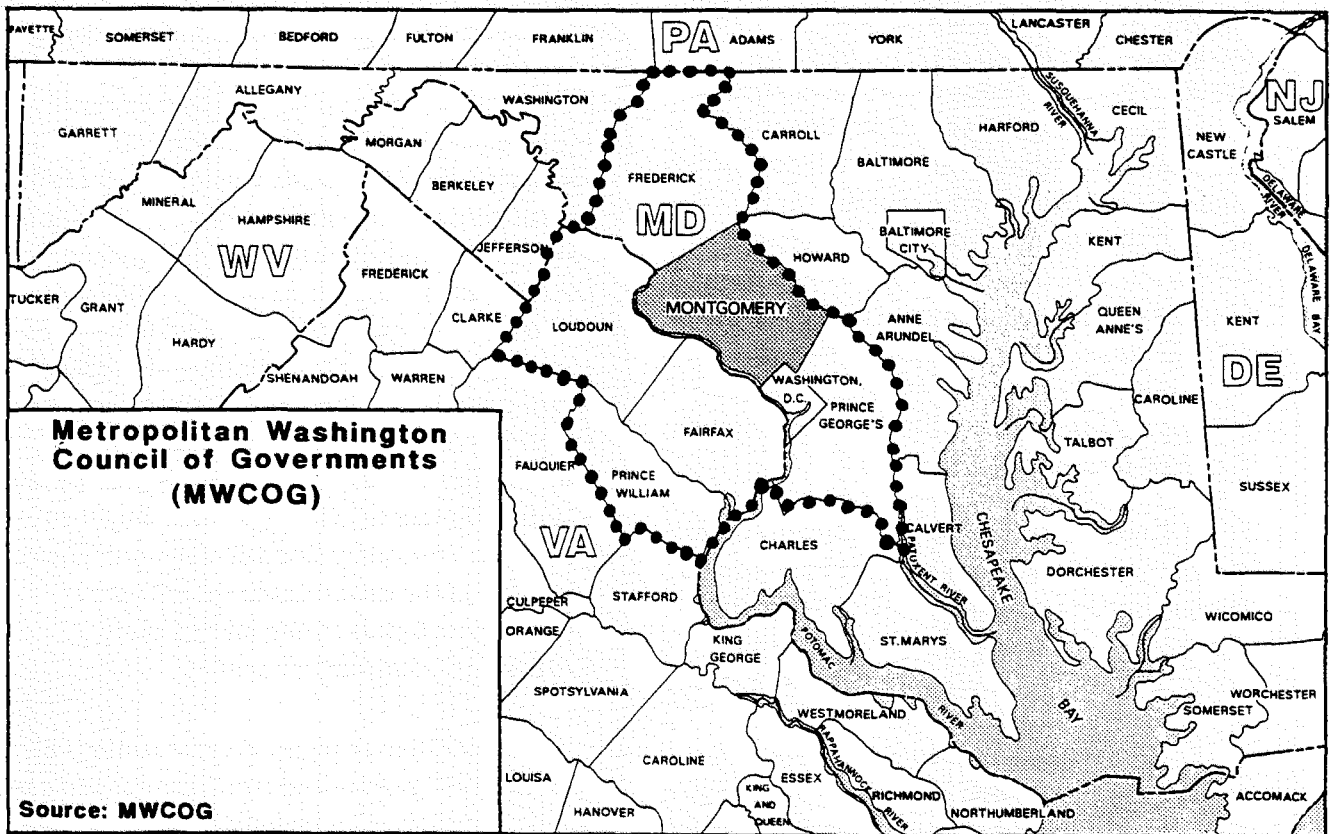 FAYETTE
SOMERSET
BEDFORD
FULTON
FRANKLIN
PA
ADAMS
YORK
LANCASTER
CHESTER
ALLEGANY
WASHINGTON
SUSQUEHANNA
RIVER
CECIL
NJ
SALEM
GARRETT
MORGAN
CARROLL
HARFORD
NEW
CASTLE
BALTIMORE
BERKELEY
FREDERICK
MD
DELAWARE
RIVER
MINERAL
HAMPSHIRE
WV
JEFFERSON
HOWARD
BALTIMORE
CITY
KENT
DELAWARE
BAY
FREDERICK
TUCKER
GRANT
MONTGOMERY
CLARKE
LOUDOUN
ANNE
ARUNDEL
QUEEN
ANNE'S
KENT
DE
HARDY
SHENANDOAH
WARREN
WASHINGTON,
D.C.
PRINCE
GEORGE'S
CAROLINE
TALBOT
Metropolitan Washington
Council of Governments
(MWCOG)
FAIRFAX
FAUQUIER
PRINCE
WILLIAM
SUSSEX
VA
CHARLES
CALVERT
PATUXENT RIVER
CHESAPEAKE
BAY
DORCHESTER
CULPEPER
STAFFORD
WICOMICO
ORANGE
KING
GEORGE
POTOMAC
RIVER
ST.MARYS
SPOTSYLVANIA
WORCHESTER
SOMERSET
WESTMORELAND
RAPPAHANNOCK
RIVER
CAROLINE
LOUISA
ESSEX
RICHMOND
KING
AND
QUEEN
HANOVER
NORTHUMBERLAND
ACCOMACK
Source: MWCOG